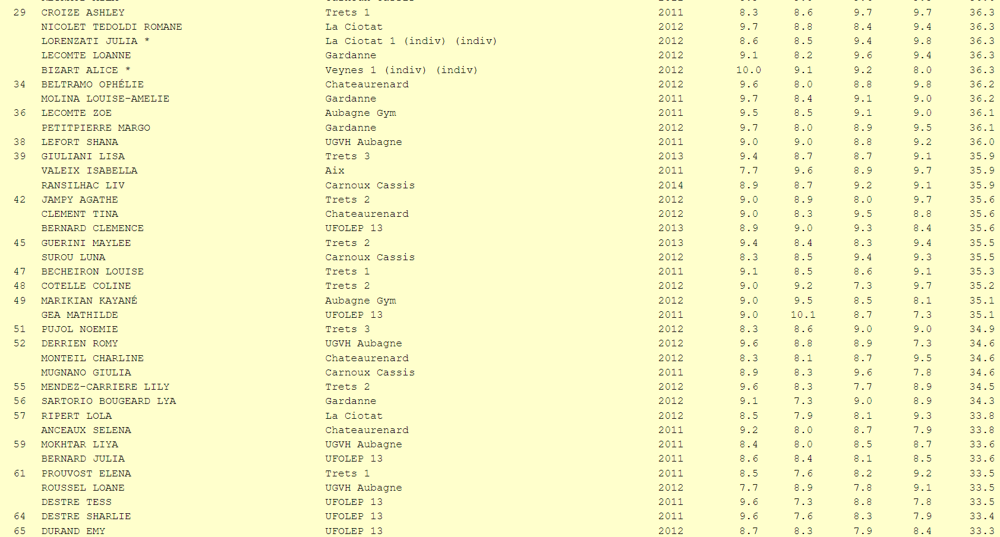 29 CROIZE ASHLEY Trets 1 2011 8.3 8.6 9.7 9.7 36.3
NICOLET TEDOLDI ROMANE La Ciotat 2012 9.7 8.8 8.4 9.4 36.3
LORENZATI JULIA * La Ciotat 1 (indiv) (indiv) 2012 8.6 8.5 9.4 9.8 36.3
LECOMTE LOANNE Gardanne 2012 9.1 8.2 9.6 9.4 36.3
BIZART ALICE * Veynes 1 (indiv) (indiv) 2012 10.0 9.1 9.2 8.0 36.3
34 BELTRAMO OPHÉLIE Chateaurenard 2012 9.6 8.0 8.8 9.8 36.2
MOLINA LOUISE-AMELIE Gardanne 2011 9.7 8.4 9.1 9.0 36.2
36 LECOMTE ZOE Aubagne Gym 2011 9.5 8.5 9.1 9.0 36.1
PETITPIERRE MARGO Gardanne 2012 9.7 8.0 8.9 9.5 36.1
38 LEFORT SHANA UGVH Aubagne 2011 9.0 9.0 8.8 9.2 36.0
39 GIULIANI LISA Trets 3 2013 9.4 8.7 8.7 9.1 35.9
VALEIX ISABELLA Aix 2011 7.7 9.6 8.9 9.7 35.9
RANSILHAC LIV Carnoux Cassis 2014 8.9 8.7 9.2 9.1 35.9
42 JAMPY AGATHE Trets 2 2012 9.0 8.9 8.0 9.7 35.6
CLEMENT TINA Chateaurenard 2012 9.0 8.3 9.5 8.8 35.6
BERNARD CLEMENCE UFOLEP 13 2013 8.9 9.0 9.3 8.4 35.6
45 GUERINI MAYLEE Trets 2 2013 9.4 8.4 8.3 9.4 35.5
SUROU LUNA Carnoux Cassis 2012 8.3 8.5 9.4 9.3 35.5
47 BECHEIRON LOUISE Trets 1 2011 9.1 8.5 8.6 9.1 35.3
48 COTELLE COLINE Trets 2 2012 9.0 9.2 7.3 9.7 35.2
49 MARIKIAN KAYANÉ Aubagne Gym 2012 9.0 9.5 8.5 8.1 35.1
GEA MATHILDE UFOLEP 13 2011 9.0 10.1 8.7 7.3 35.1
51 PUJOL NOEMIE Trets 3 2012 8.3 8.6 9.0 9.0 34.9
52 DERRIEN ROMY UGVH Aubagne 2012 9.6 8.8 8.9 7.3 34.6
MONTEIL CHARLINE Chateaurenard 2012 8.3 8.1 8.7 9.5 34.6
MUGNANO GIULIA Carnoux Cassis 2011 8.9 8.3 9.6 7.8 34.6
55 MENDEZ-CARRIERE LILY Trets 2 2012 9.6 8.3 7.7 8.9 34.5
56 SARTORIO BOUGEARD LYA Gardanne 2012 9.1 7.3 9.0 8.9 34.3
57 RIPERT LOLA La Ciotat 2012 8.5 7.9 8.1 9.3 33.8
ANCEAUX SELENA Chateaurenard 2011 9.2 8.0 8.7 7.9 33.8
59 MOKHTAR LIYA UGVH Aubagne 2011 8.4 8.0 8.5 8.7 33.6
BERNARD JULIA UFOLEP 13 2011 8.6 8.4 8.1 8.5 33.6
61 PROUVOST ELENA Trets 1 2011 8.5 7.6 8.2 9.2 33.5
ROUSSEL LOANE UGVH Aubagne 2012 7.7 8.9 7.8 9.1 33.5
DESTRE TESS UFOLEP 13 2011 9.6 7.3 8.8 7.8 33.5
64 DESTRE SHARLIE UFOLEP 13 2011 9.6 7.6 8.3 7.9 33.4
65 DURAND EMY UFOLEP 13 2012 8.7 8.3 7.9 8.4 33.3